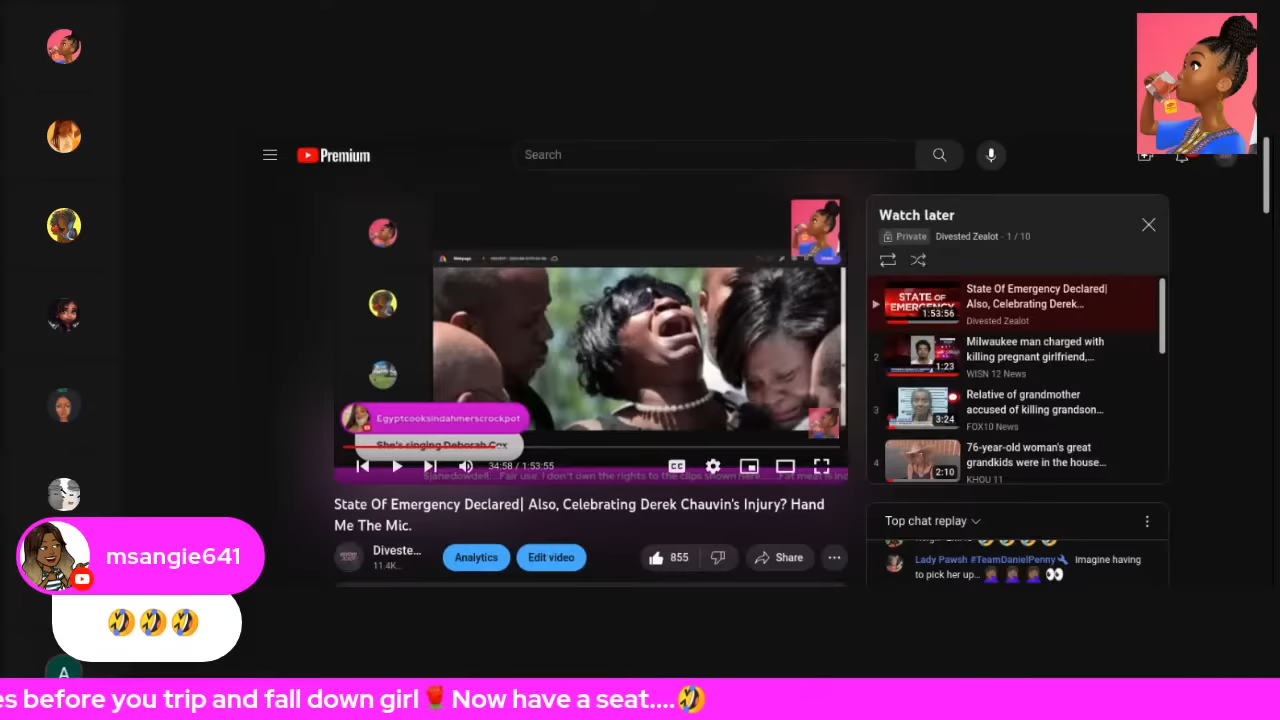 Premium
Search
Watch later
Private Divested Zealot - 1 / 10
STATE OF
EMERGENCY
1:53:56
State Of Emergency Declared|
Also, Celebrating Derek...
Divested Zealot
2
1:23
Milwaukee man charged with
killing pregnant girlfriend,...
WISN 12 News
3
3:24
Relative of grandmother
accused of killing grandson...
FOX10 News
4
2:10
76-year-old woman's great
grandkids were in the house...
KHOU 11
Egyptcooksindahmerscrockpot
She's singing Deborah Cox
34:58 / 1:53:55
CC
State Of Emergency Declared| Also, Celebrating Derek Chauvin's Injury? Hand
Me The Mic.
Diveste...
11.4K...
Analytics
Edit video
855
Share
Top chat replay
Lady Pawsh #TeamDanielPenny🔧 Imagine having
to pick her up... 🤦🏾‍♀️🤦🏾‍♀️🤦🏾‍♀️👀
msangie641
🤣🤣🤣
A
es before you trip and fall down girl🌹Now have a seat....🤣